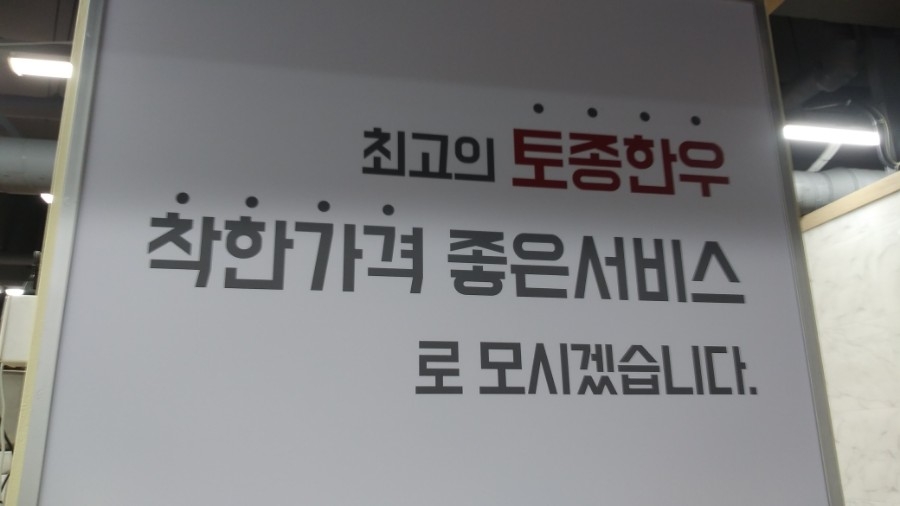 최고의 토종한우
착한가격 좋은서비스
로 모시겠습니다.